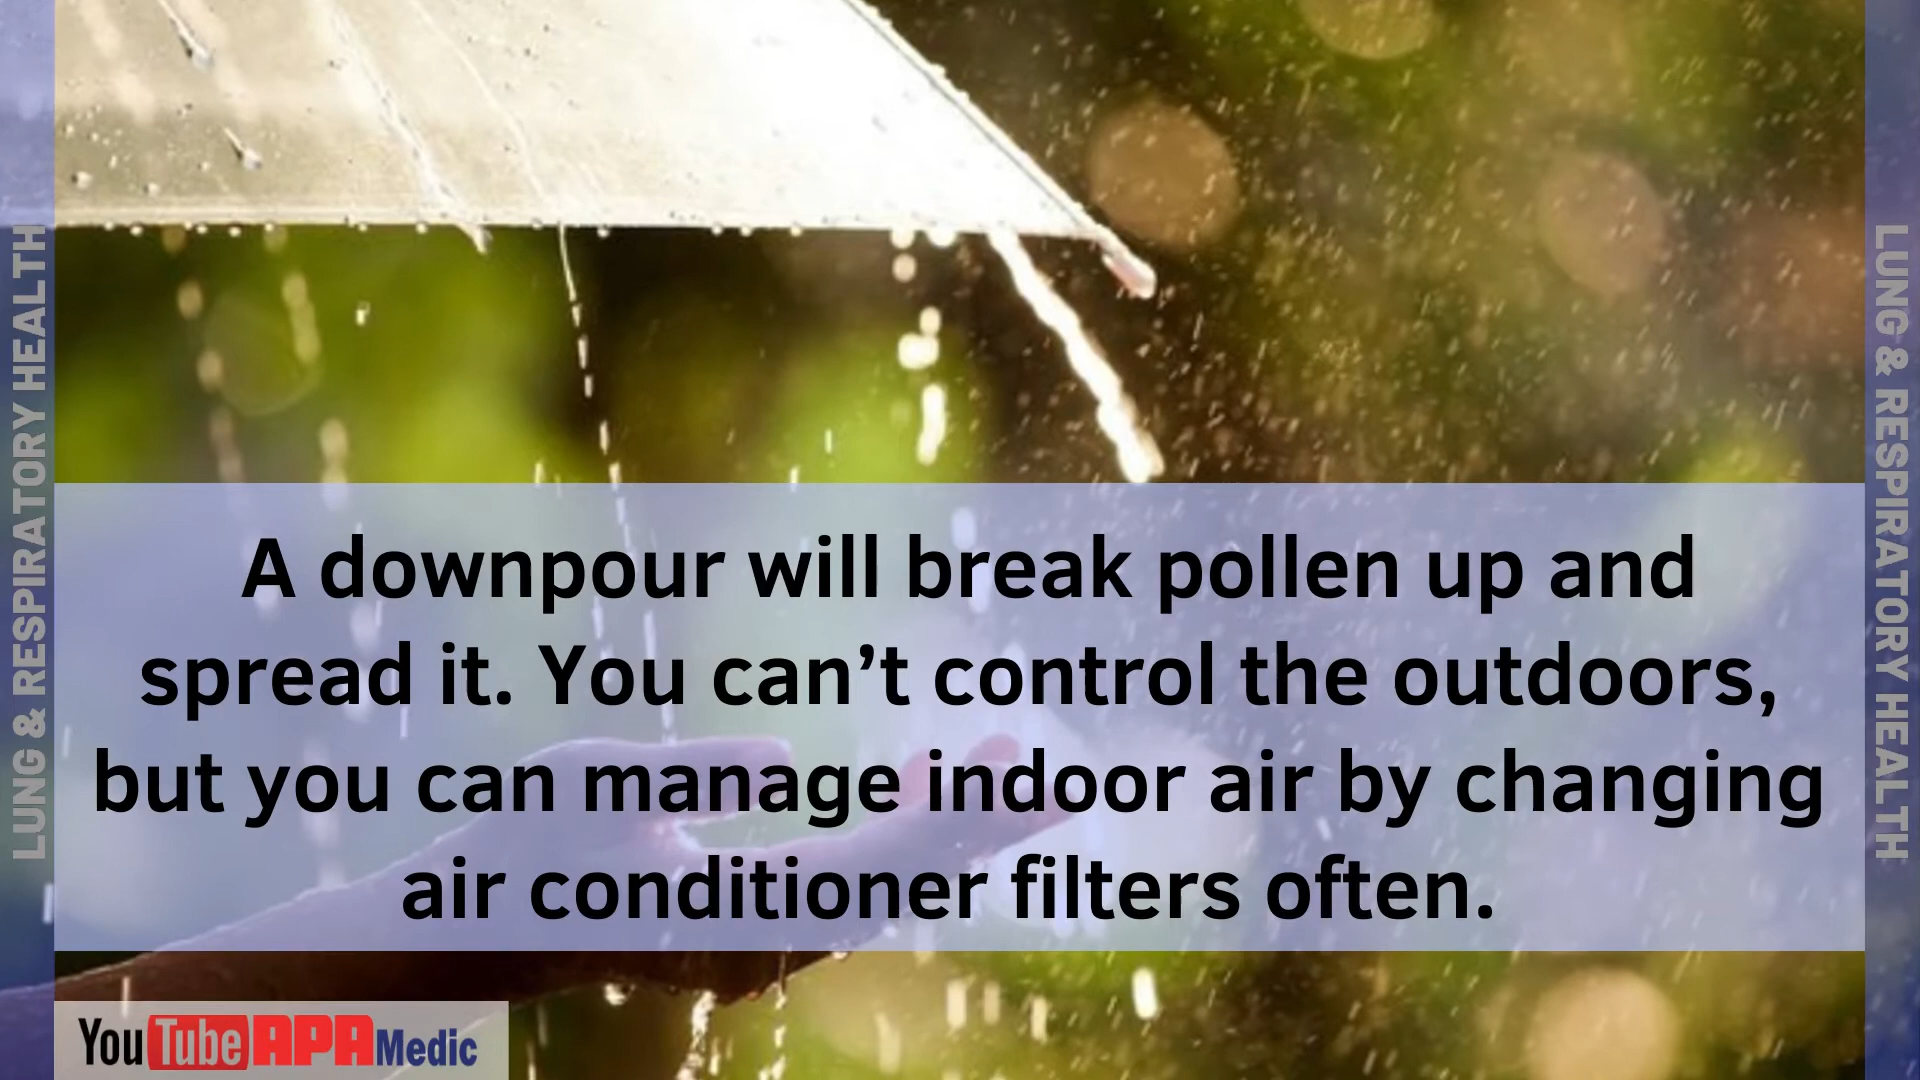 LUNG & RESPIRATORY HEALTH
A downpour will break pollen up and
spread it. You can’t control the outdoors,
but you can manage indoor air by changing
air conditioner filters often.
LUNG & RESPIRATORY HEALTH
YouTube APA Medic